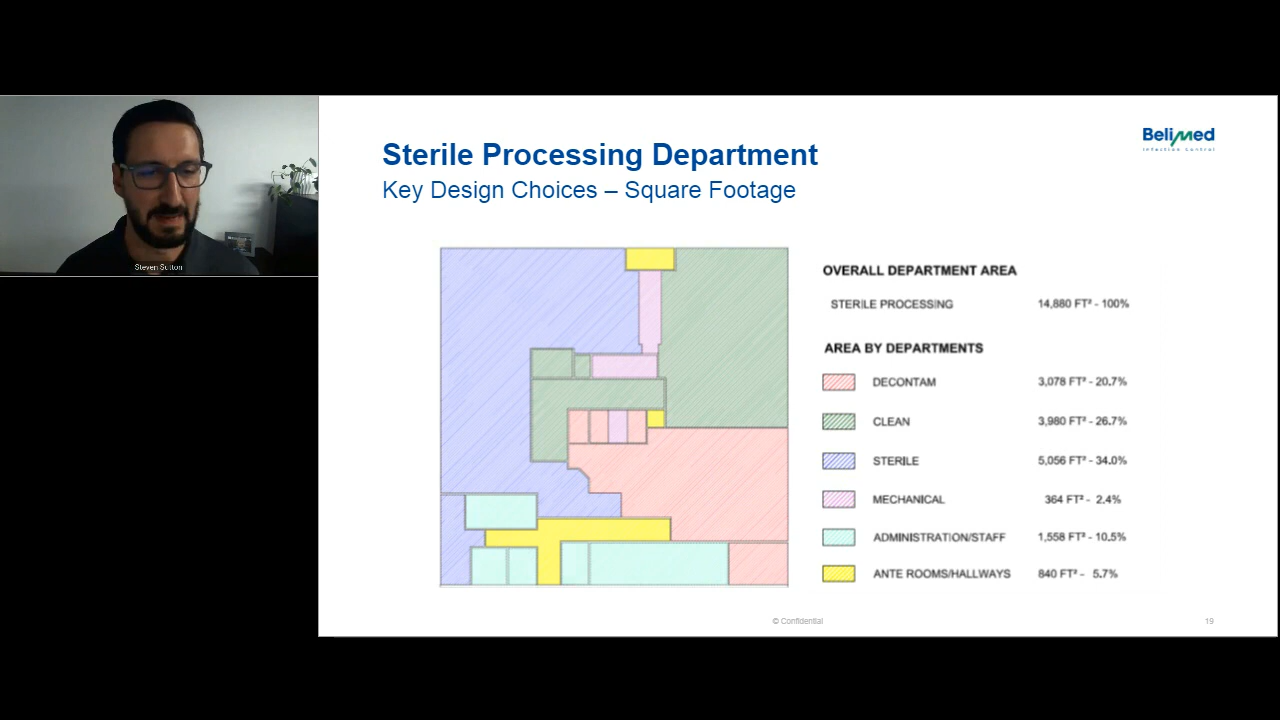 Steven Sutton
Belimed
Infection Control
Sterile Processing Department
Key Design Choices – Square Footage
OVERALL DEPARTMENT AREA
STERILE PROCESSING 14,880 FT² - 100%
AREA BY DEPARTMENTS
DECONTAM 3,078 FT² - 20.7%
CLEAN 3,980 FT² - 26.7%
STERILE 5,056 FT² - 34.0%
MECHANICAL 364 FT² - 2.4%
ADMINISTRATION/STAFF 1,558 FT² - 10.5%
ANTE ROOMS/HALLWAYS 840 FT² - 5.7%
© Confidential
19